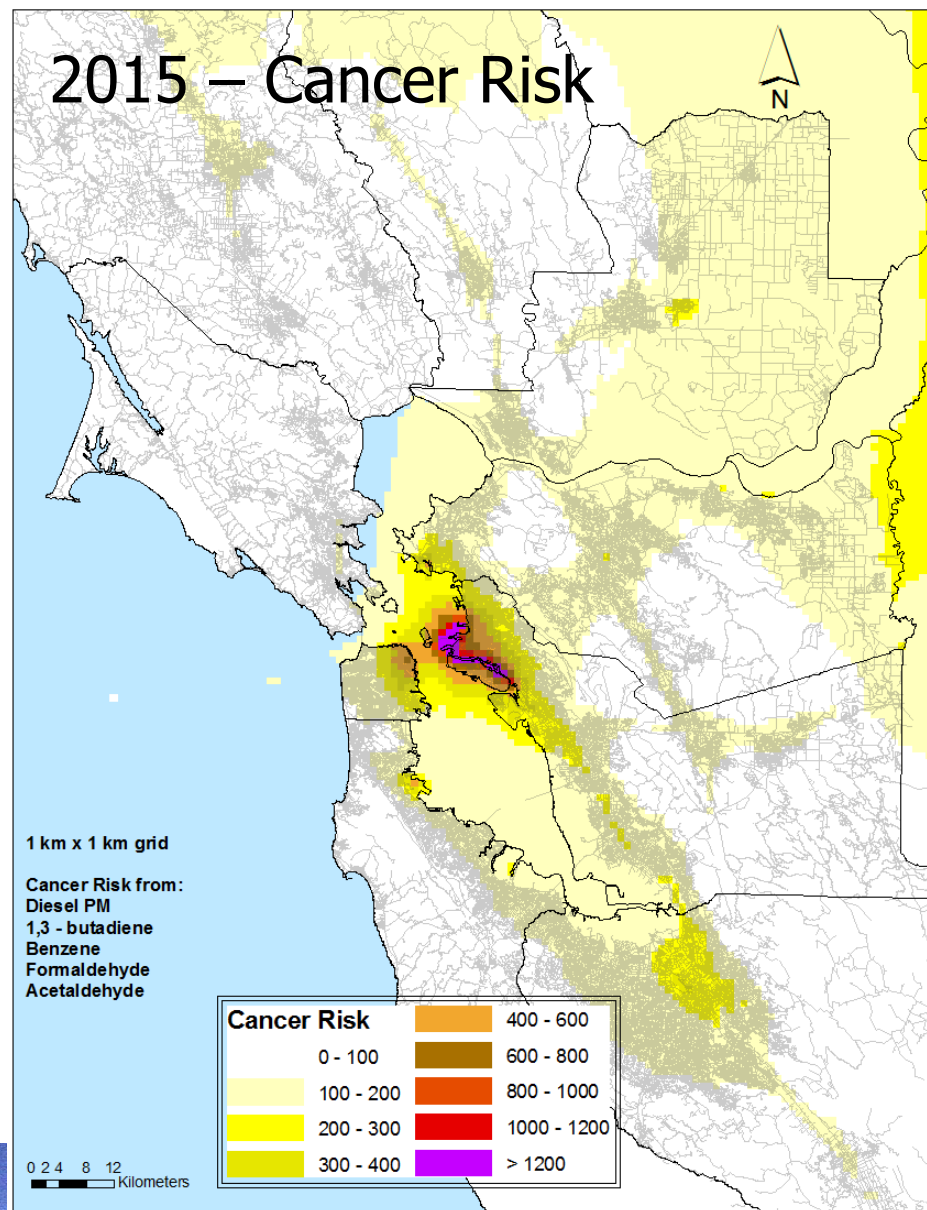 2015 – Cancer Risk
N
1 km x 1 km grid
Cancer Risk from:
Diesel PM
1,3 - butadiene
Benzene
Formaldehyde
Acetaldehyde
Cancer Risk
0 - 100
100 - 200
200 - 300
300 - 400
400 - 600
600 - 800
800 - 1000
1000 - 1200
> 1200
0 2 4 8 12
Kilometers